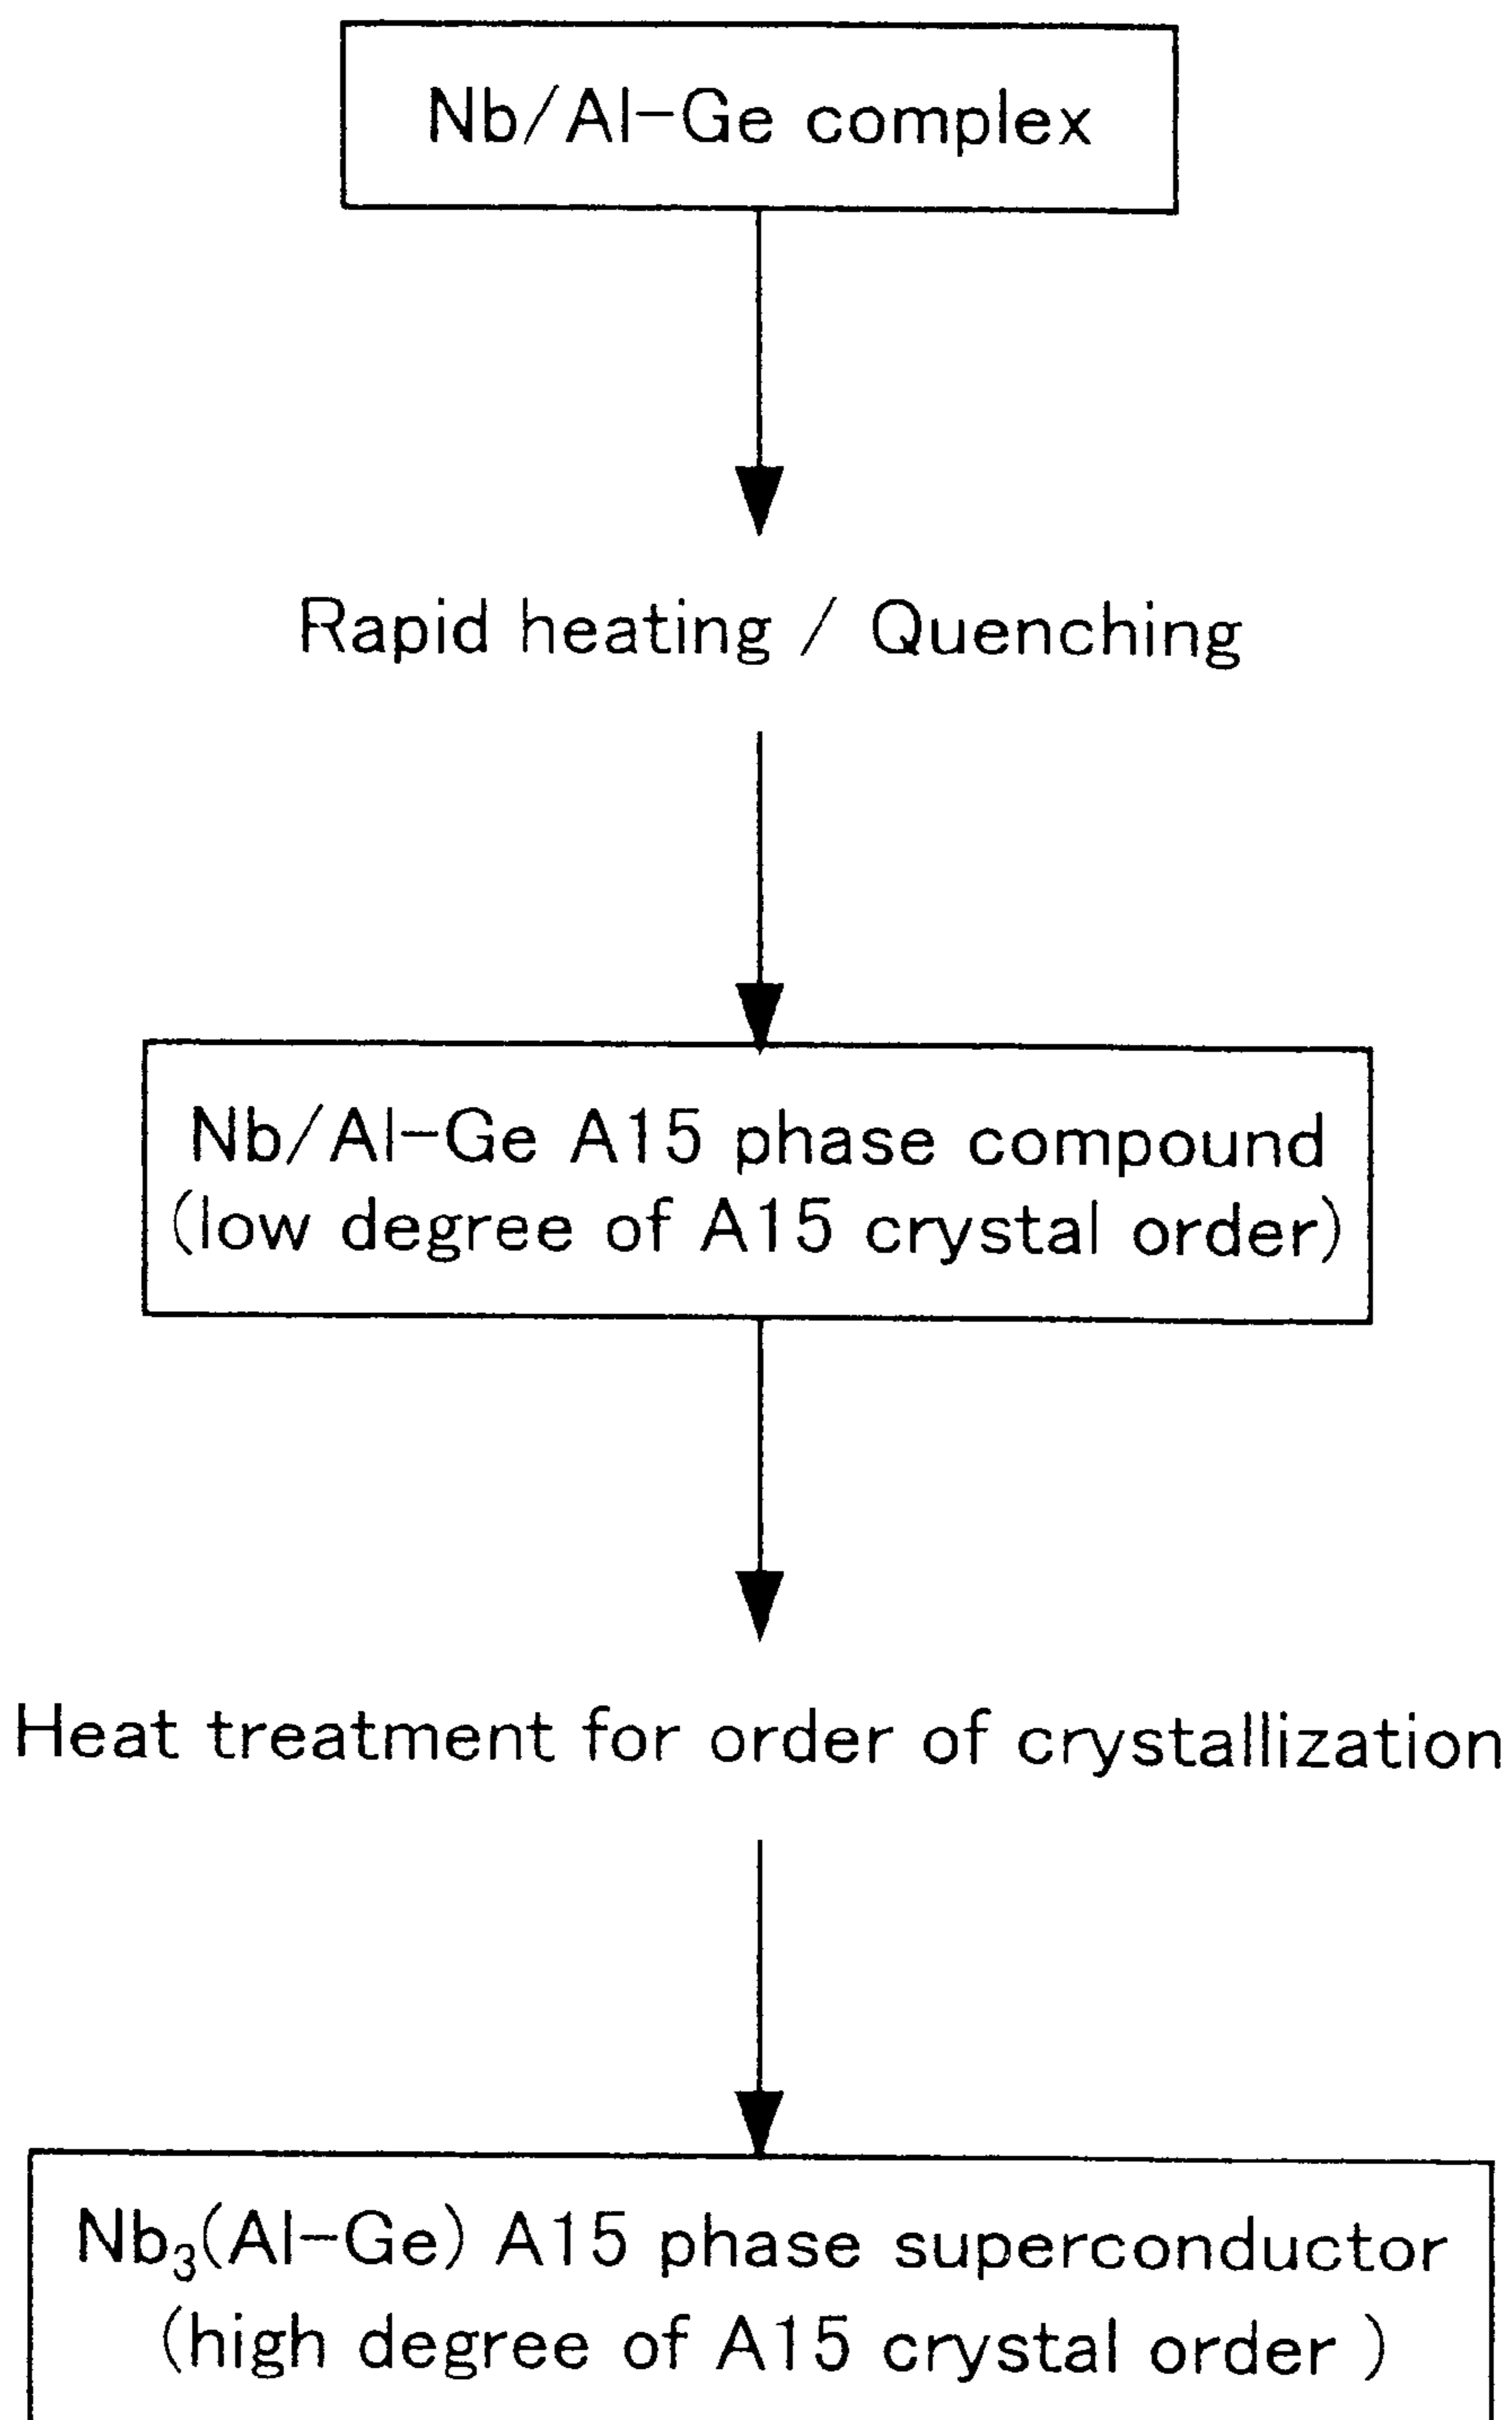 Nb/Al-Ge complex
Rapid heating / Quenching
Nb/Al-Ge A15 phase compound
(low degree of A15 crystal order)
Heat treatment for order of crystallization
Nb₃(Al-Ge) A15 phase superconductor
(high degree of A15 crystal order )